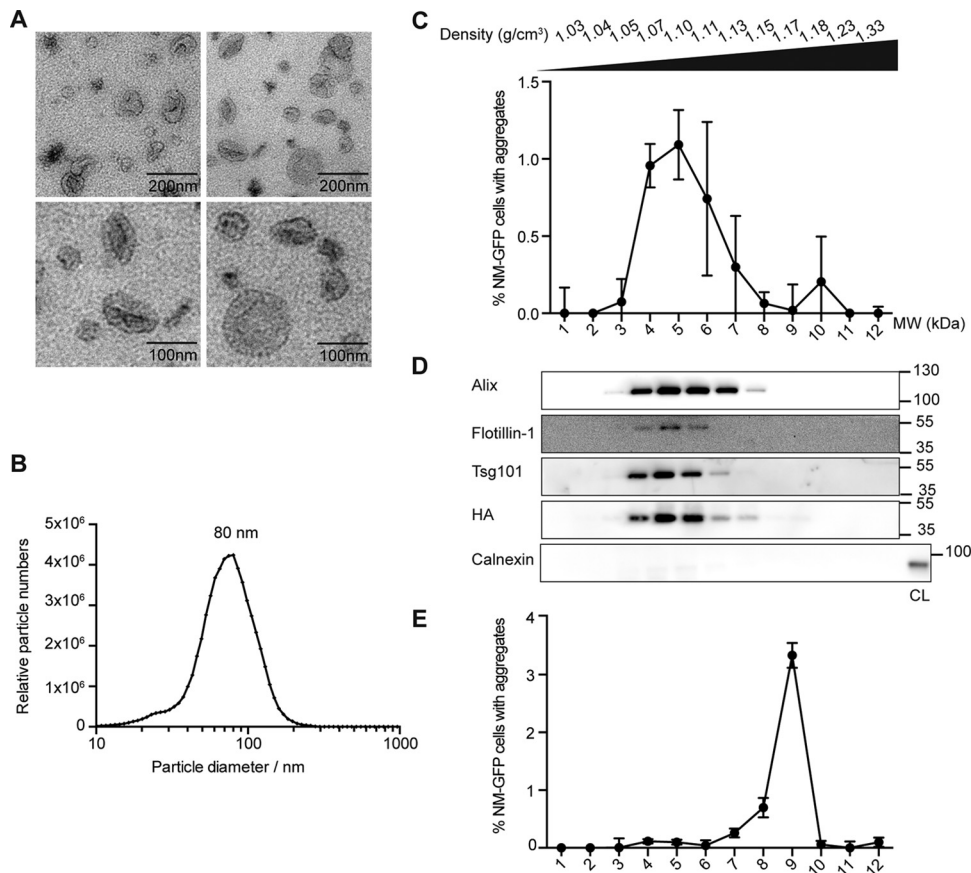 A
200nm
200nm
100nm
100nm
B
80 nm
Relative particle numbers
5x10⁶
4x10⁶
3x10⁶
2x10⁶
1x10⁶
0
10
100
1000
Particle diameter / nm
C
Density (g/cm³)
1.03
1.04
1.05
1.07
1.10
1.11
1.13
1.15
1.17
1.18
1.23
1.33
% NM-GFP cells with aggregates
1.5
1.0
0.5
0.0
1
2
3
4
5
6
7
8
9
10
11
12
MW (kDa)
D
Alix
130
100
Flotillin-1
55
35
Tsg101
55
35
HA
55
35
Calnexin
100
CL
E
% NM-GFP cells with aggregates
4
3
2
1
0
1
2
3
4
5
6
7
8
9
10
11
12